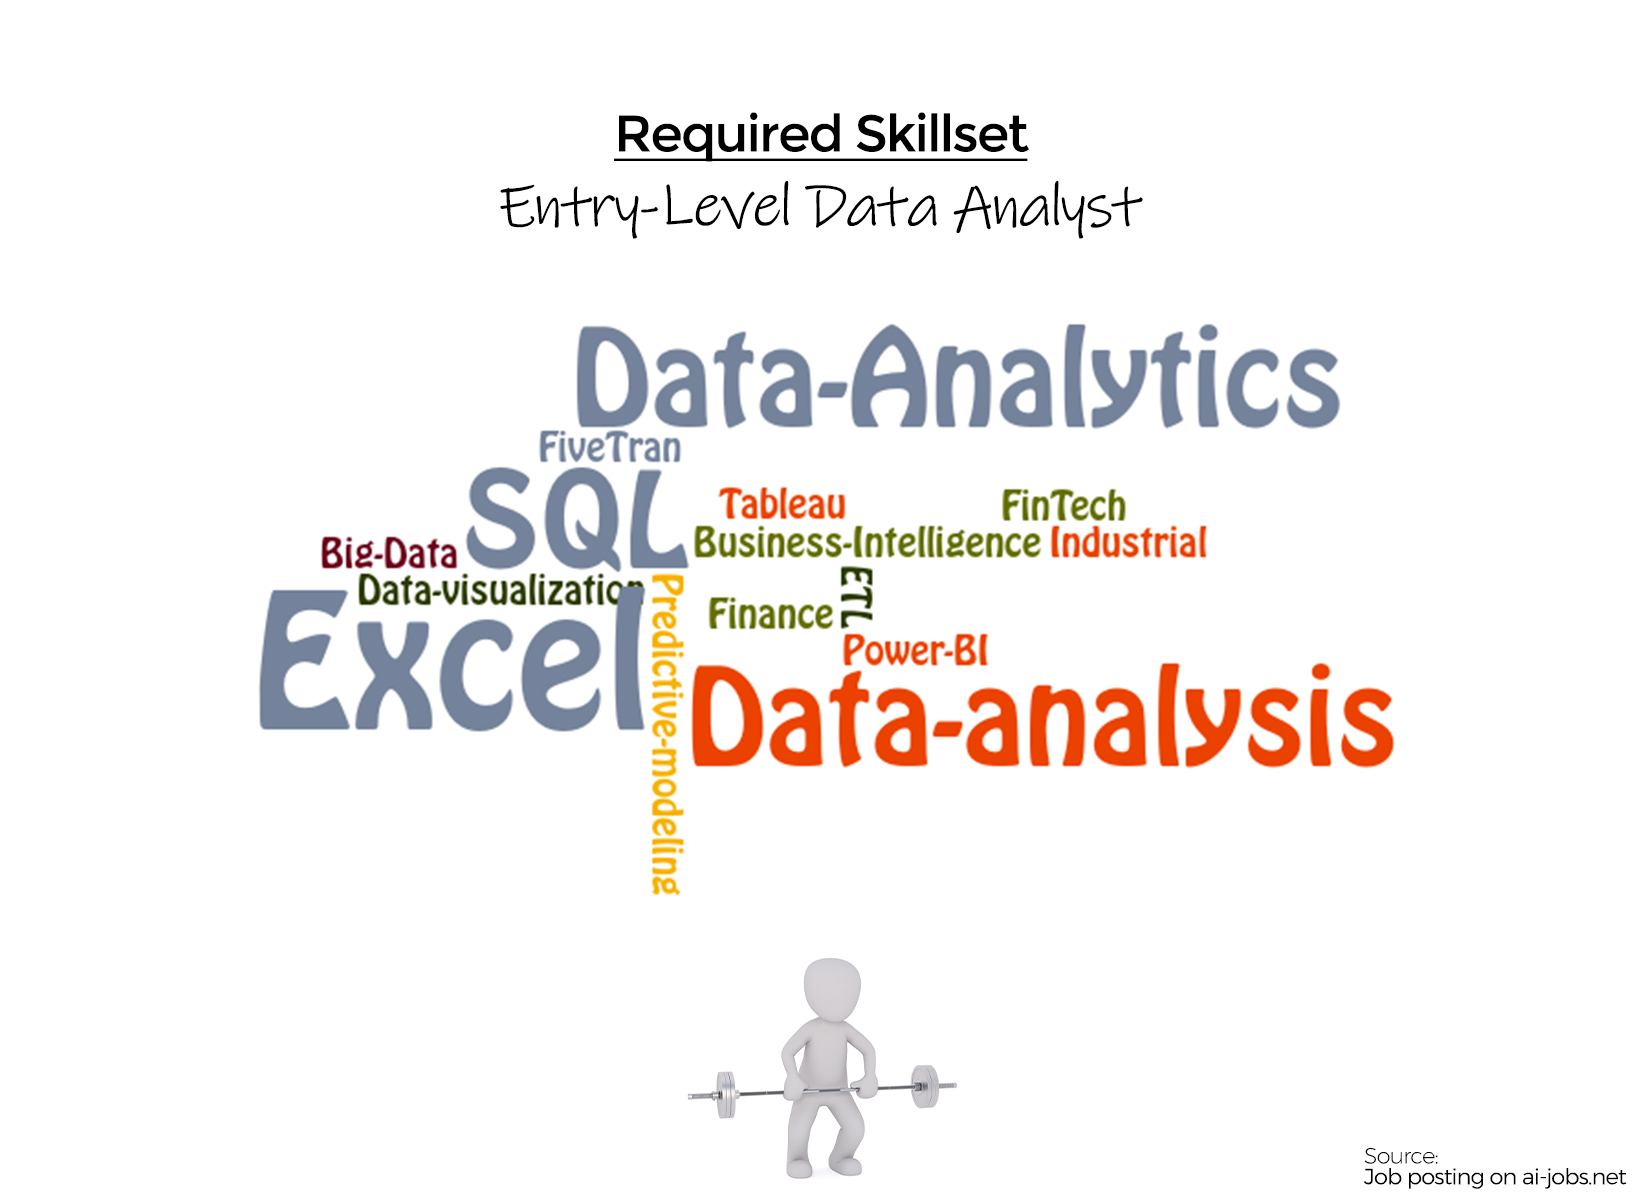 Required Skillset
Entry-Level Data Analyst
Data-Analytics
FiveTran
SQL
Tableau
FinTech
Big-Data
Business-Intelligence
Industrial
Data-visualization
Excel
Predictive-modeling
Finance
ETL
Power-BI
Data-analysis
Source:
Job posting on ai-jobs.net